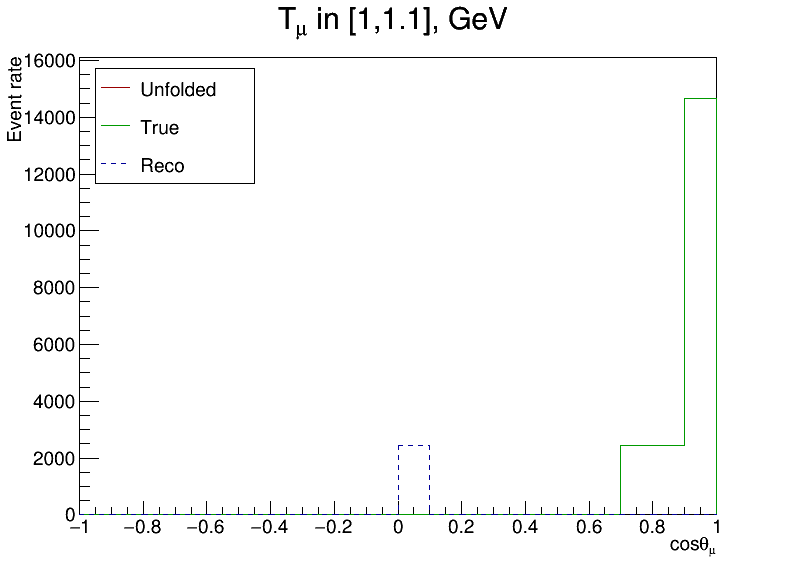 Tμ in [1,1.1], GeV
Event rate
16000
14000
12000
10000
8000
6000
4000
2000
0
Unfolded
True
Reco
−1 −0.8 −0.6 −0.4 −0.2 0 0.2 0.4 0.6 0.8 1
cosθμ